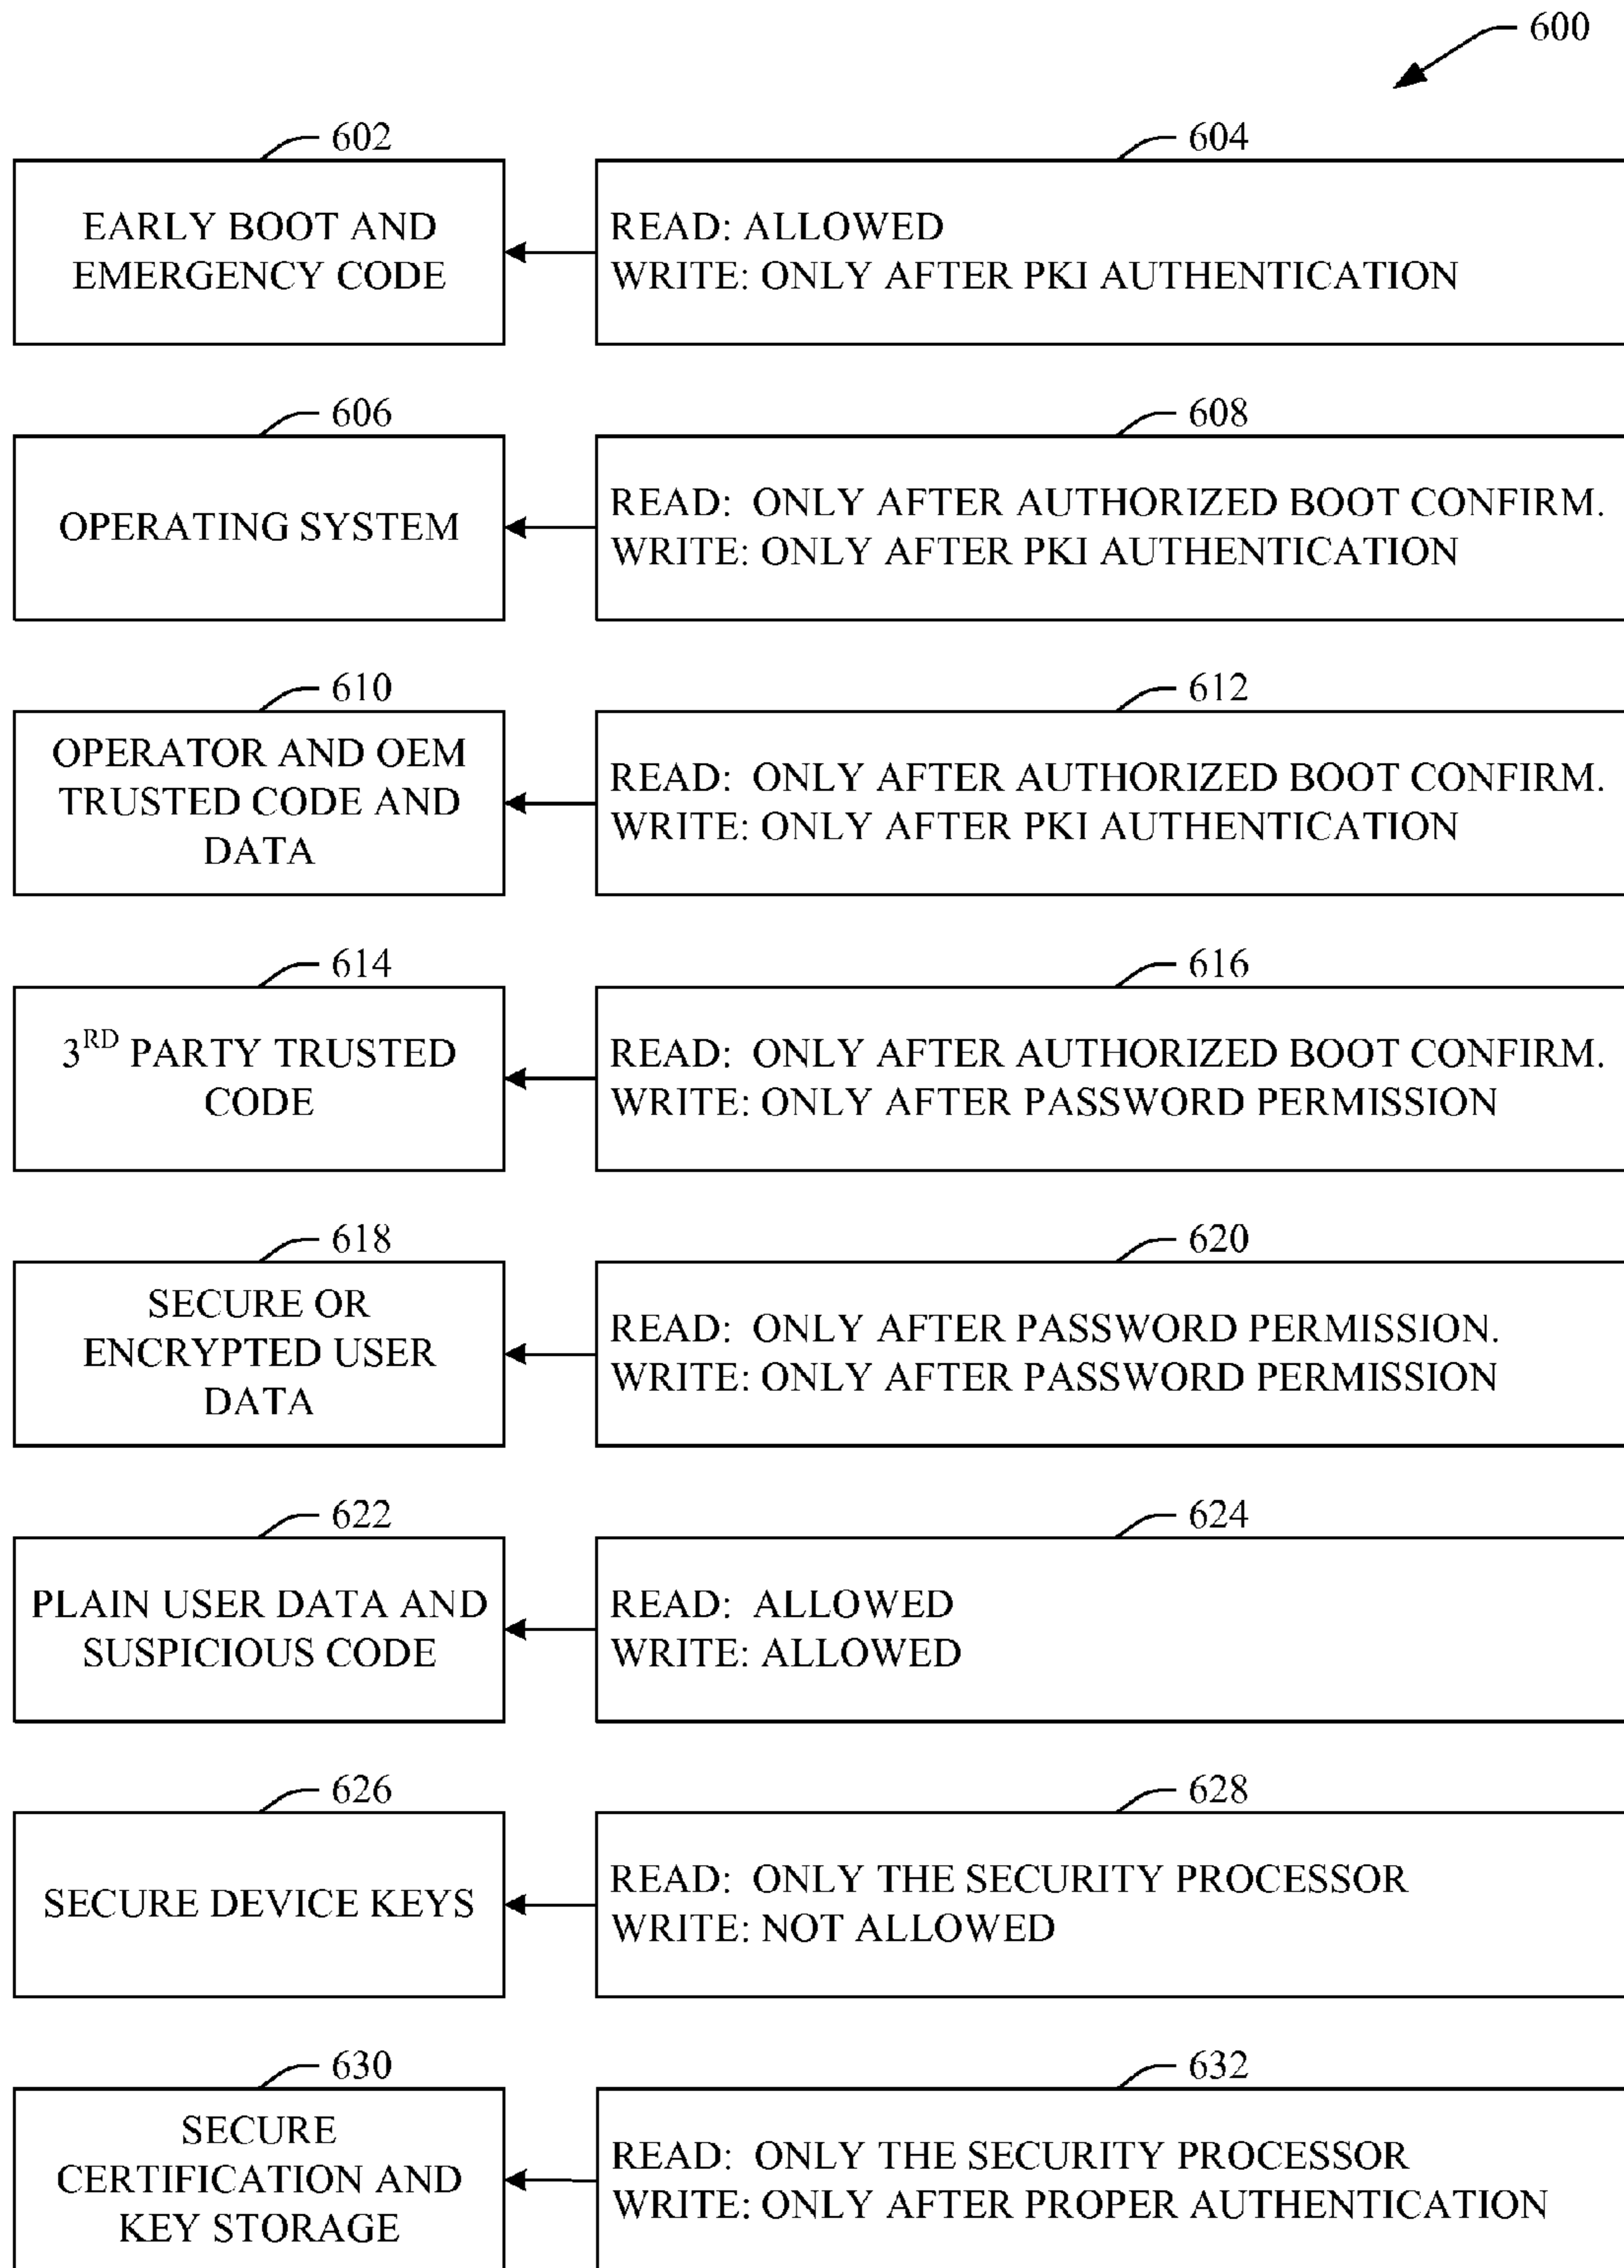 600
602
604
EARLY BOOT AND
EMERGENCY CODE
READ: ALLOWED
WRITE: ONLY AFTER PKI AUTHENTICATION
606
608
OPERATING SYSTEM
READ: ONLY AFTER AUTHORIZED BOOT CONFIRM.
WRITE: ONLY AFTER PKI AUTHENTICATION
610
612
OPERATOR AND OEM
TRUSTED CODE AND
DATA
READ: ONLY AFTER AUTHORIZED BOOT CONFIRM.
WRITE: ONLY AFTER PKI AUTHENTICATION
614
616
3RD PARTY TRUSTED
CODE
READ: ONLY AFTER AUTHORIZED BOOT CONFIRM.
WRITE: ONLY AFTER PASSWORD PERMISSION
618
620
SECURE OR
ENCRYPTED USER
DATA
READ: ONLY AFTER PASSWORD PERMISSION.
WRITE: ONLY AFTER PASSWORD PERMISSION
622
624
PLAIN USER DATA AND
SUSPICIOUS CODE
READ: ALLOWED
WRITE: ALLOWED
626
628
SECURE DEVICE KEYS
READ: ONLY THE SECURITY PROCESSOR
WRITE: NOT ALLOWED
630
632
SECURE
CERTIFICATION AND
KEY STORAGE
READ: ONLY THE SECURITY PROCESSOR
WRITE: ONLY AFTER PROPER AUTHENTICATION